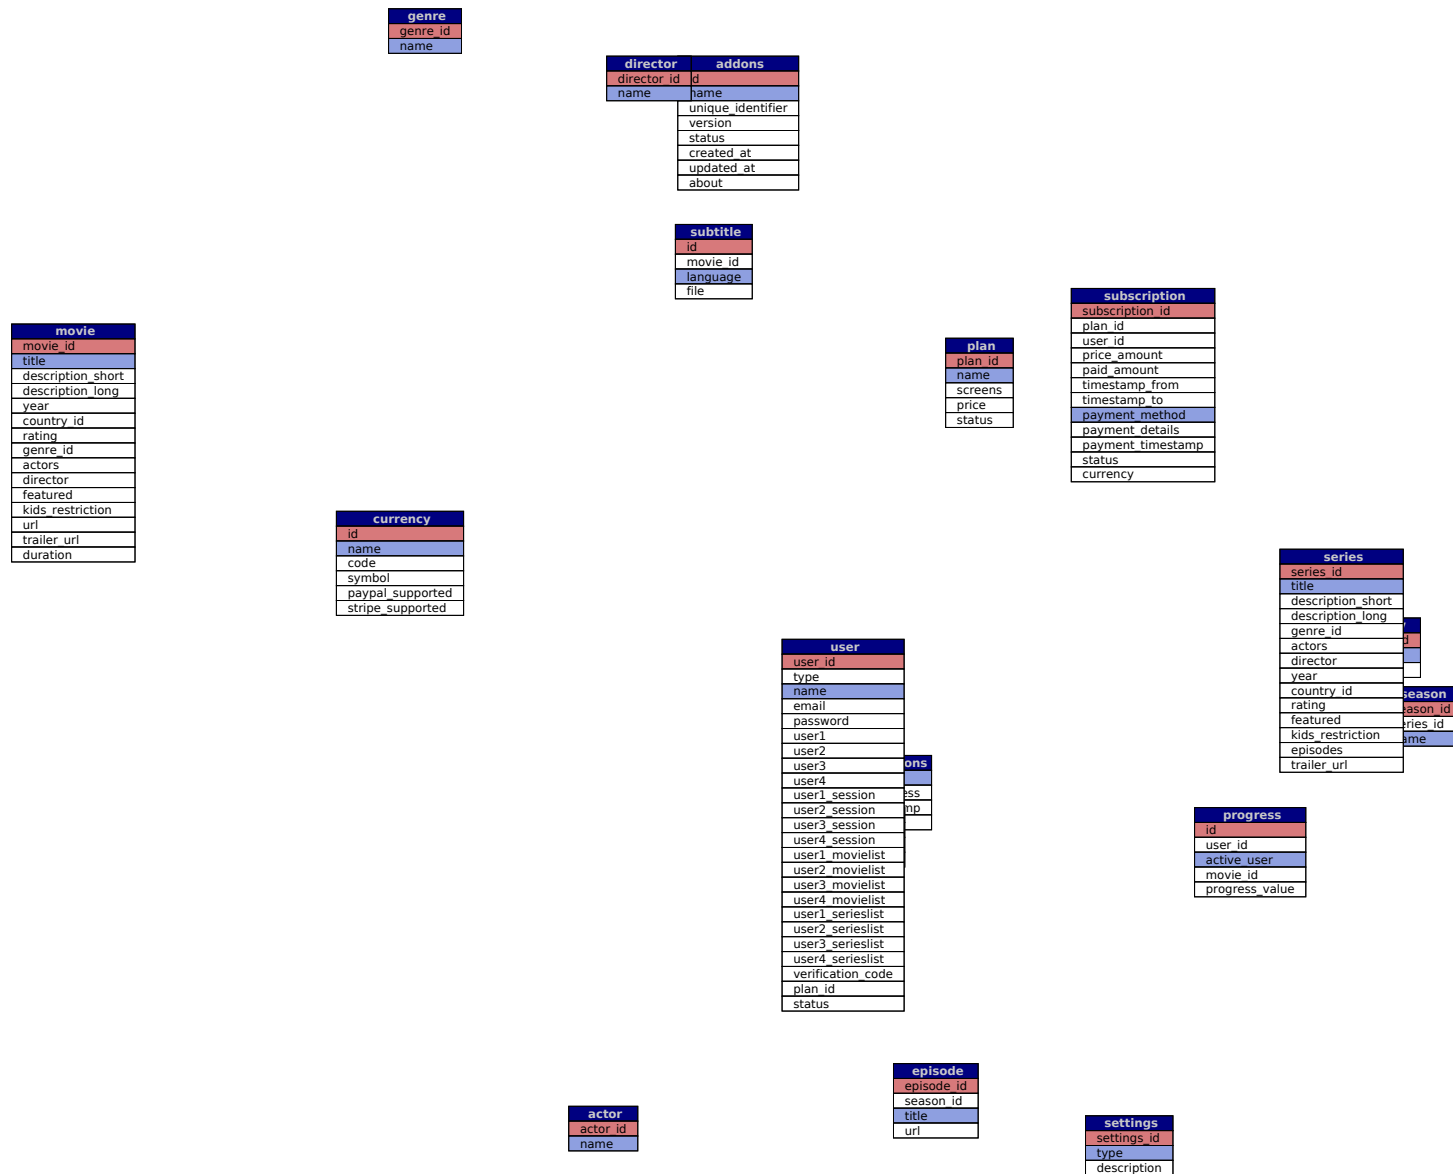 genre
genre_id
name
director
director_id
name
addons
id
name
unique_identifier
version
status
created_at
updated_at
about
subtitle
id
movie_id
language
file
subscription
subscription_id
plan_id
user_id
price_amount
paid_amount
timestamp_from
timestamp_to
payment_method
payment_details
payment_timestamp
status
currency
movie
movie_id
title
description_short
description_long
year
country_id
rating
genre_id
actors
director
featured
kids_restriction
url
trailer_url
duration
plan
plan_id
name
screens
price
status
currency
id
name
code
symbol
paypal_supported
stripe_supported
series
series_id
title
description_short
description_long
genre_id
actors
director
year
country_id
rating
featured
kids_restriction
episodes
trailer_url
season
eason_id
eries_id
ame
user
user_id
type
name
email
password
user1
user2
user3
user4
user1_session
user2_session
user3_session
user4_session
user1_movielist
user2_movielist
user3_movielist
user4_movielist
user1_serieslist
user2_serieslist
user3_serieslist
user4_serieslist
verification_code
plan_id
status
ons
ess
mp
progress
id
user_id
active_user
movie_id
progress_value
episode
episode_id
season_id
title
url
actor
actor_id
name
settings
settings_id
type
description